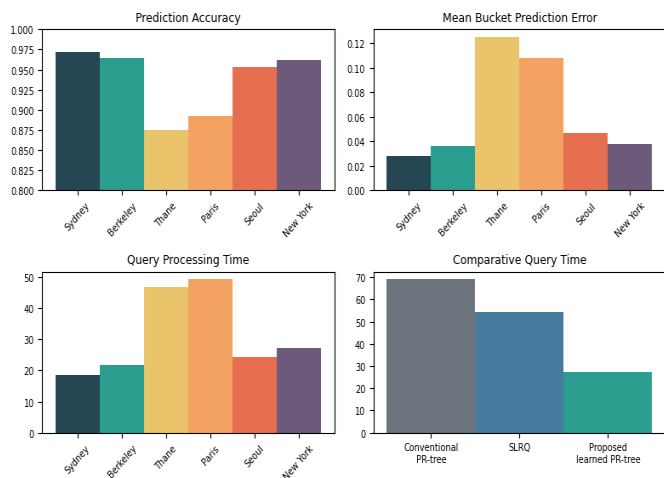 Prediction Accuracy
1.000
0.975
0.950
0.925
0.900
0.875
0.850
0.825
0.800
Sydney
Berkeley
Thane
Paris
Seoul
New York
Mean Bucket Prediction Error
0.12
0.10
0.08
0.06
0.04
0.02
0.00
Sydney
Berkeley
Thane
Paris
Seoul
New York
Query Processing Time
50
40
30
20
10
0
Sydney
Berkeley
Thane
Paris
Seoul
New York
Comparative Query Time
70
60
50
40
30
20
10
0
Conventional
PR-tree
SLRQ
Proposed
learned PR-tree